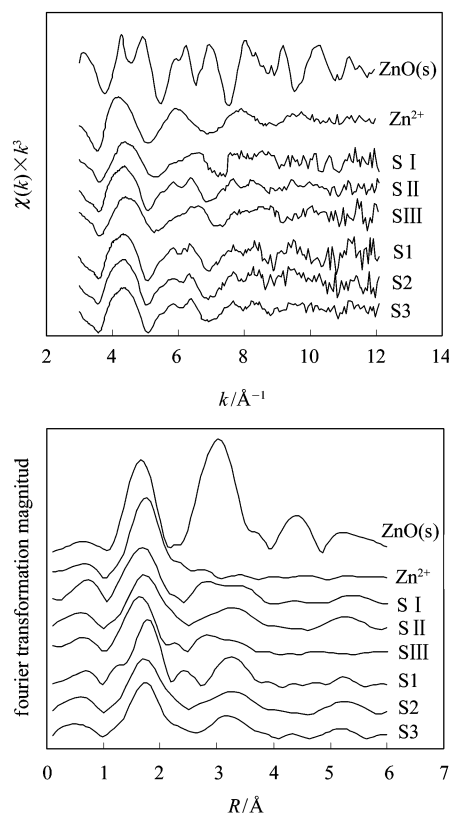 χ(k)×k³
ZnO(s)
Zn²⁺
S I
S II
SIII
S1
S2
S3
2 4 6 8 10 12 14
k/Å⁻¹
fourier transformation magnitud
ZnO(s)
Zn²⁺
S I
S II
SIII
S1
S2
S3
0 1 2 3 4 5 6 7
R/Å